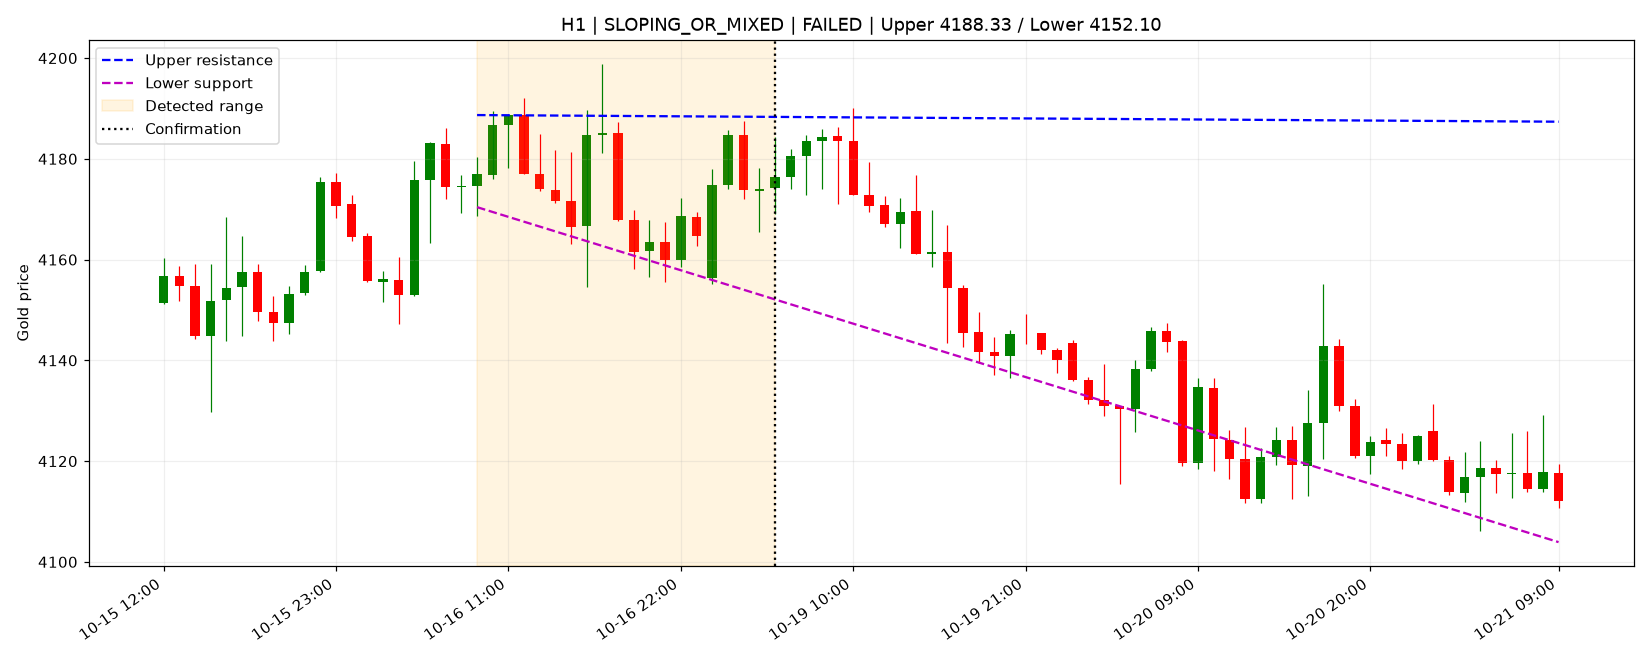 H1 | SLOPING_OR_MIXED | FAILED | Upper 4188.33 / Lower 4152.10
Upper resistance
Lower support
Detected range
Confirmation
Gold price
4200
4180
4160
4140
4120
4100
10-15 12:00
10-15 23:00
10-16 11:00
10-16 22:00
10-19 10:00
10-19 21:00
10-20 09:00
10-20 20:00
10-21 09:00